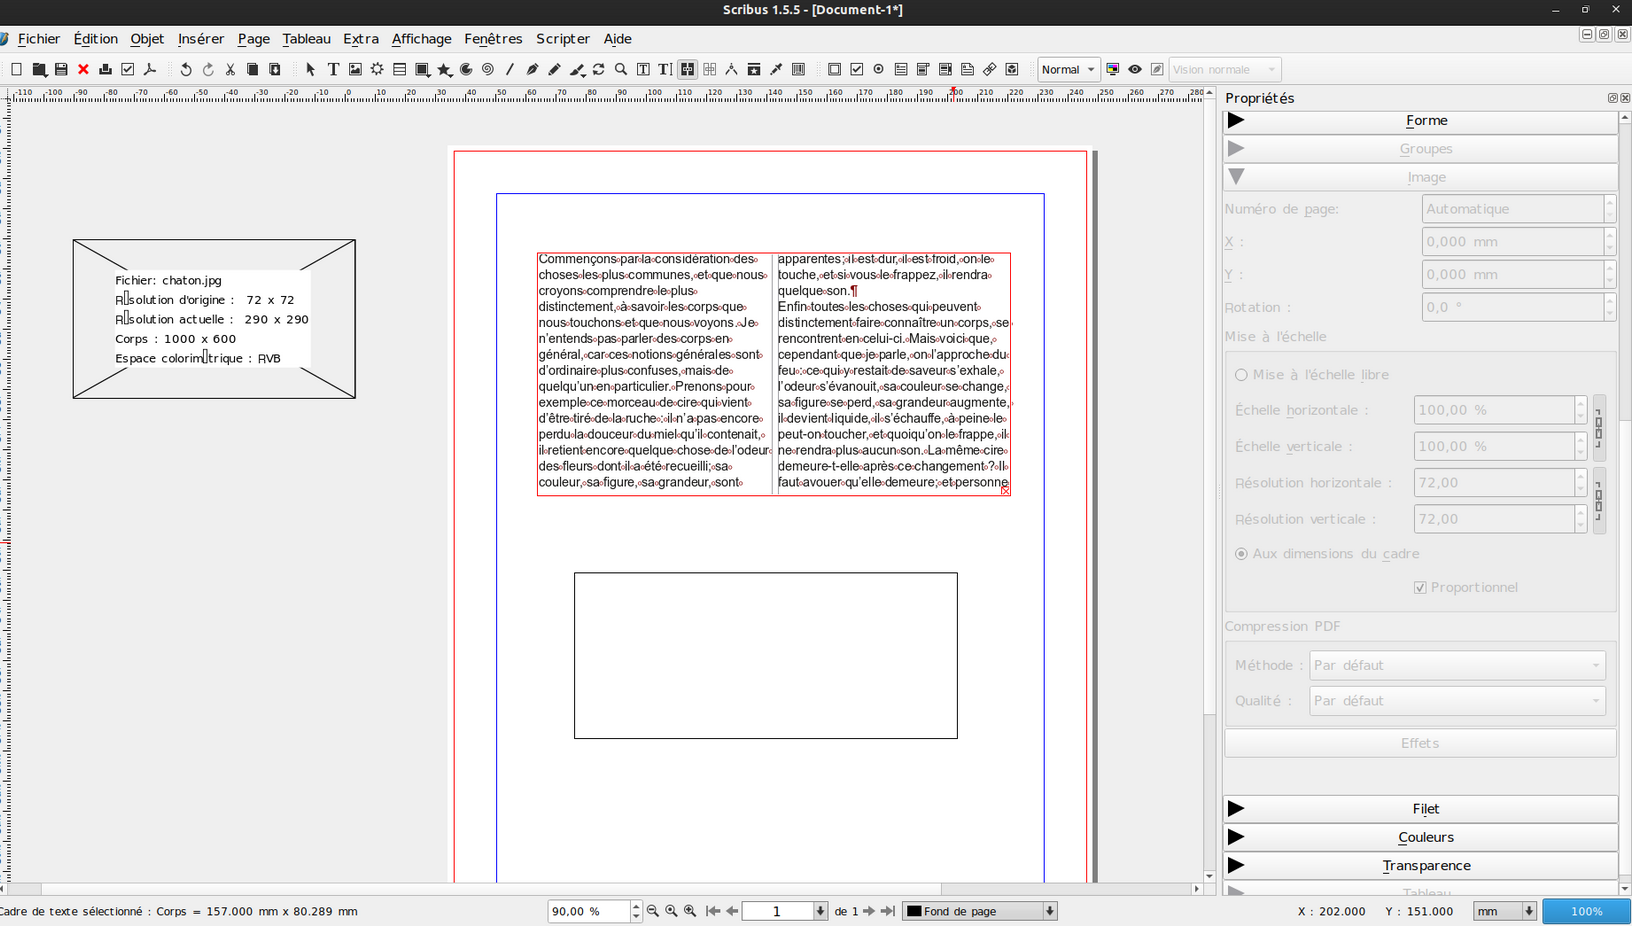 Scribus 1.5.5 - [Document-1*]
Fichier Édition Objet Insérer Page Tableau Extra Affichage Fenêtres Scripter Aide
Normal
Vision normale
-110 -100 -90 -80 -70 -60 -50 -40 -30 -20 -10 0 10 20 30 40 50 60 70 80 90 100 110 120 130 140 150 160 170 180 190 200 210 220 230 240 250 260 270 280
Fichier: chaton.jpg
R▯solution d'origine : 72 x 72
R▯solution actuelle : 290 x 290
Corps : 1000 x 600
Espace colorim▯trique : RVB
Commençons par la considération des
choses les plus communes, et que nous
croyons comprendre le plus
distinctement, à savoir les corps que
nous touchons et que nous voyons. Je
n’entends pas parler des corps en
général, car ces notions générales sont
d’ordinaire plus confuses, mais de
quelqu’un en particulier. Prenons pour
exemple ce morceau de cire qui vient
d’être tiré de la ruche : il n’a pas encore
perdu la douceur du miel qu’il contenait,
il retient encore quelque chose de l’odeur
des fleurs dont il a été recueilli; sa
couleur, sa figure, sa grandeur, sont
apparentes; il est dur, il est froid, on le
touche, et si vous le frappez, il rendra
quelque son.¶
Enfin toutes les choses qui peuvent
distinctement faire connaître un corps, se
rencontrent en celui-ci. Mais voici que,
cependant que je parle, on l’approche du
feu : ce qui y restait de saveur s’exhale,
l’odeur s’évanouit, sa couleur se change,
sa figure se perd, sa grandeur augmente,
il devient liquide, il s’échauffe, à peine le
peut-on toucher, et quoiqu’on le frappe, il
ne rendra plus aucun son. La même cire
demeure-t-elle après ce changement ? Il
faut avouer qu’elle demeure; et personne
Propriétés
Forme
Groupes
Image
Numéro de page: Automatique
X : 0,000 mm
Y : 0,000 mm
Rotation : 0,0 °
Mise à l'échelle
Mise à l'échelle libre
Échelle horizontale : 100,00 %
Échelle verticale : 100,00 %
Résolution horizontale : 72,00
Résolution verticale : 72,00
Aux dimensions du cadre
Proportionnel
Compression PDF
Méthode : Par défaut
Qualité : Par défaut
Effets
Filet
Couleurs
Transparence
Tableau
Cadre de texte sélectionné : Corps = 157.000 mm x 80.289 mm
90,00 %
1 de 1
Fond de page
X : 202.000 Y : 151.000
mm
100%